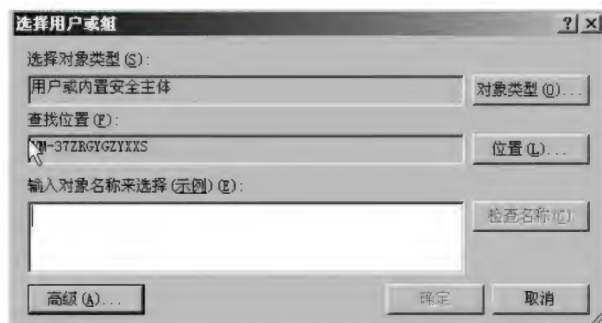 选择用户或组
选择对象类型(S):
用户或内置安全主体
对象类型(O)...
查找位置(F):
VM-37ZRGYGZYXXS
位置(L)...
输入对象名称来选择(示例)(E):
检查名称(C)
高级(A)...
确定
取消